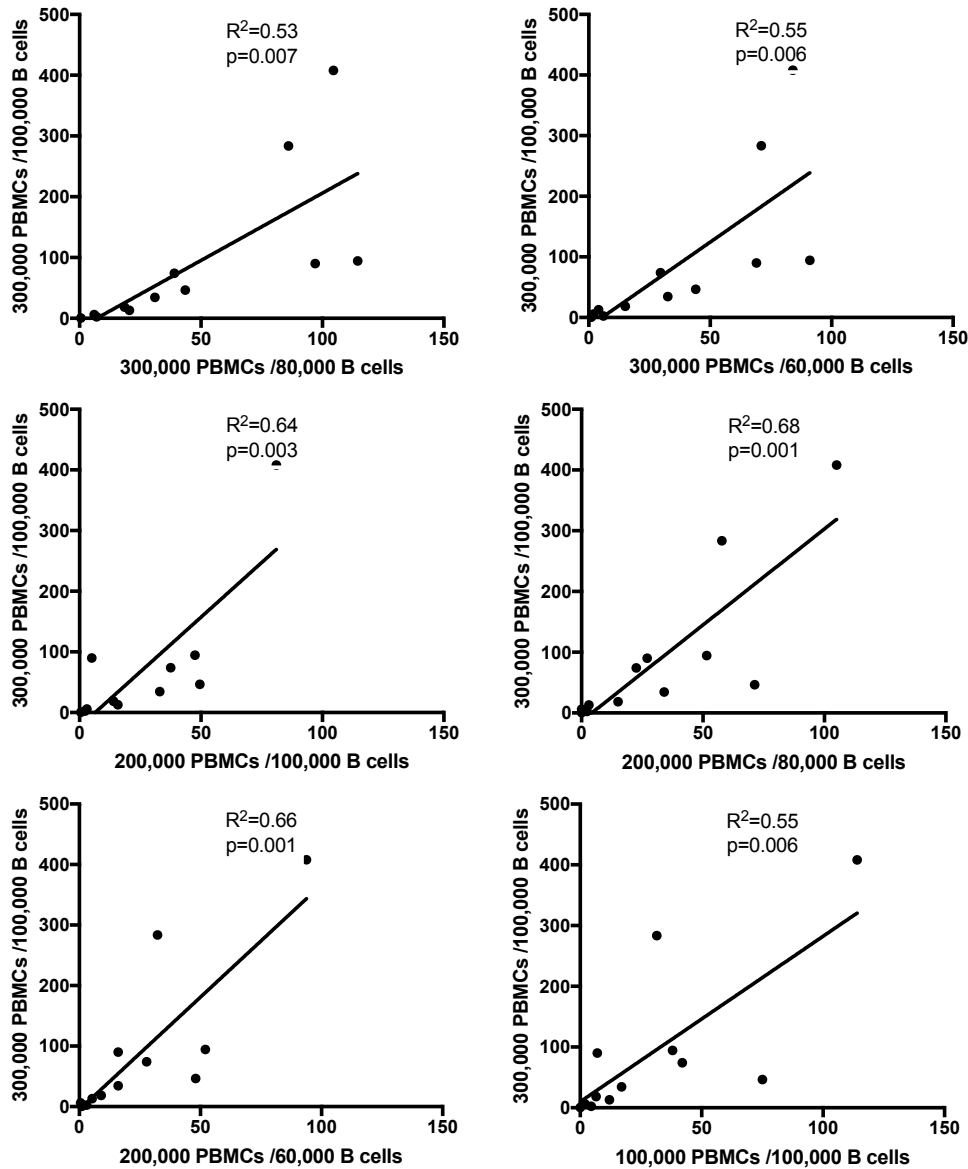 R²=0.53
p=0.007
500
400
300
200
100
0
0 50 100 150
300,000 PBMCs /100,000 B cells
300,000 PBMCs /80,000 B cells
R²=0.55
p=0.006
500
400
300
200
100
0
0 50 100 150
300,000 PBMCs /100,000 B cells
300,000 PBMCs /60,000 B cells
R²=0.64
p=0.003
500
400
300
200
100
0
0 50 100 150
300,000 PBMCs /100,000 B cells
200,000 PBMCs /100,000 B cells
R²=0.68
p=0.001
500
400
300
200
100
0
0 50 100 150
300,000 PBMCs /100,000 B cells
200,000 PBMCs /80,000 B cells
R²=0.66
p=0.001
500
400
300
200
100
0
0 50 100 150
300,000 PBMCs /100,000 B cells
200,000 PBMCs /60,000 B cells
R²=0.55
p=0.006
500
400
300
200
100
0
0 50 100 150
300,000 PBMCs /100,000 B cells
100,000 PBMCs /100,000 B cells